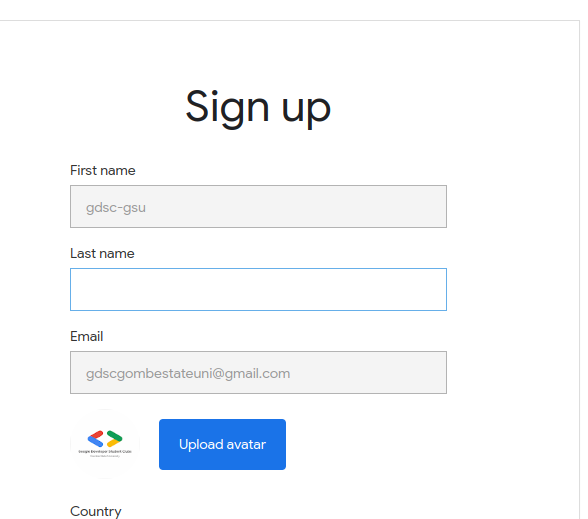 Sign up
First name
gdsc-gsu
Last name
Email
gdscgombestateuni@gmail.com
Google Developer Student Clubs
Upload avatar
Country